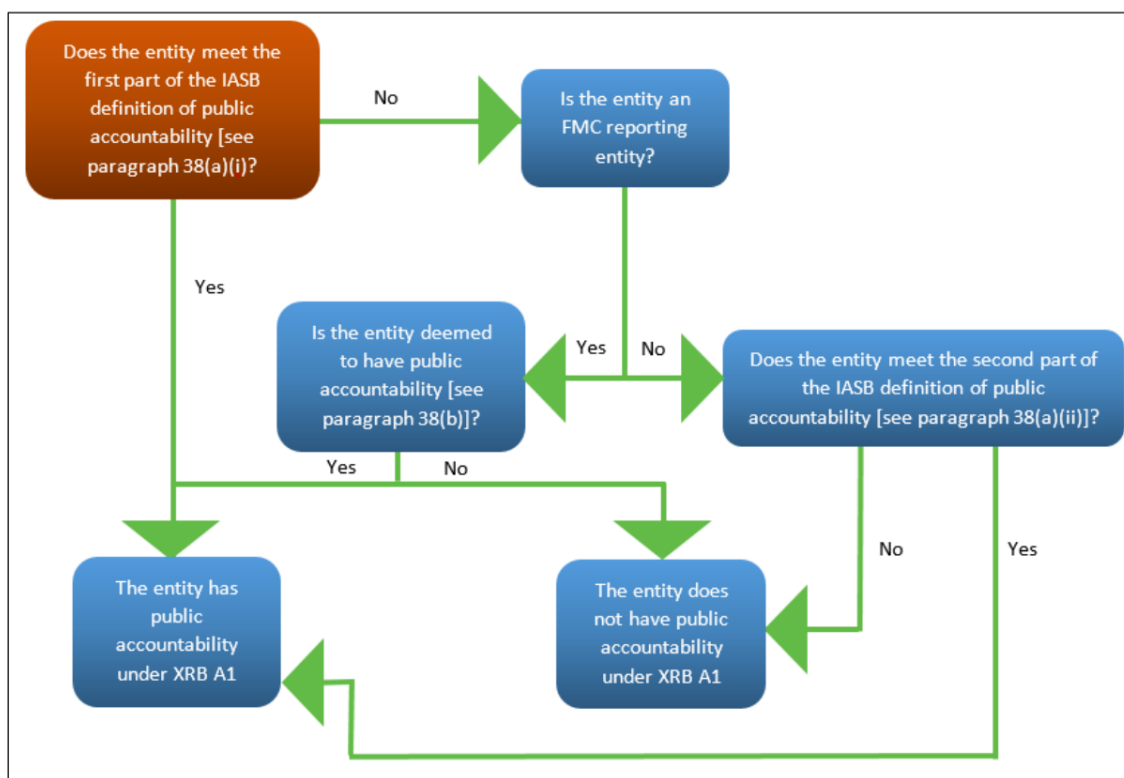 Does the entity meet the
first part of the IASB
definition of public
accountability [see
paragraph 38(a)(i)?
No
Is the entity an
FMC reporting
entity?
Yes
Is the entity deemed
to have public
accountability [see
paragraph 38(b)]?
Yes
No
Does the entity meet the second part of
the IASB definition of public
accountability [see paragraph 38(a)(ii)]?
Yes
No
No
Yes
The entity has
public
accountability
under XRB A1
The entity does
not have public
accountability
under XRB A1